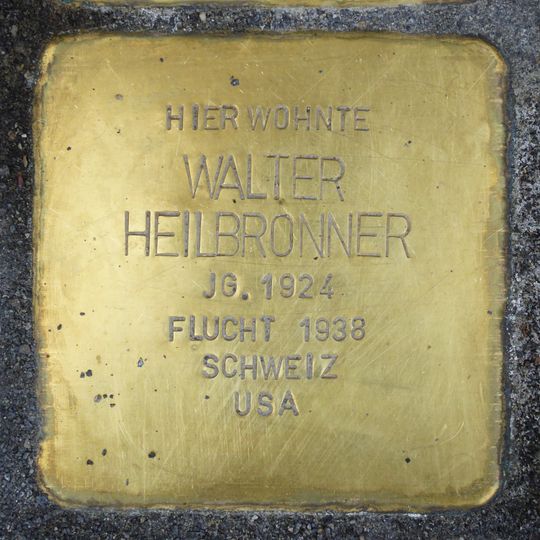 HIER WOHNTE
WALTER
HEILBRONNER
JG. 1924
FLUCHT 1938
SCHWEIZ
USA